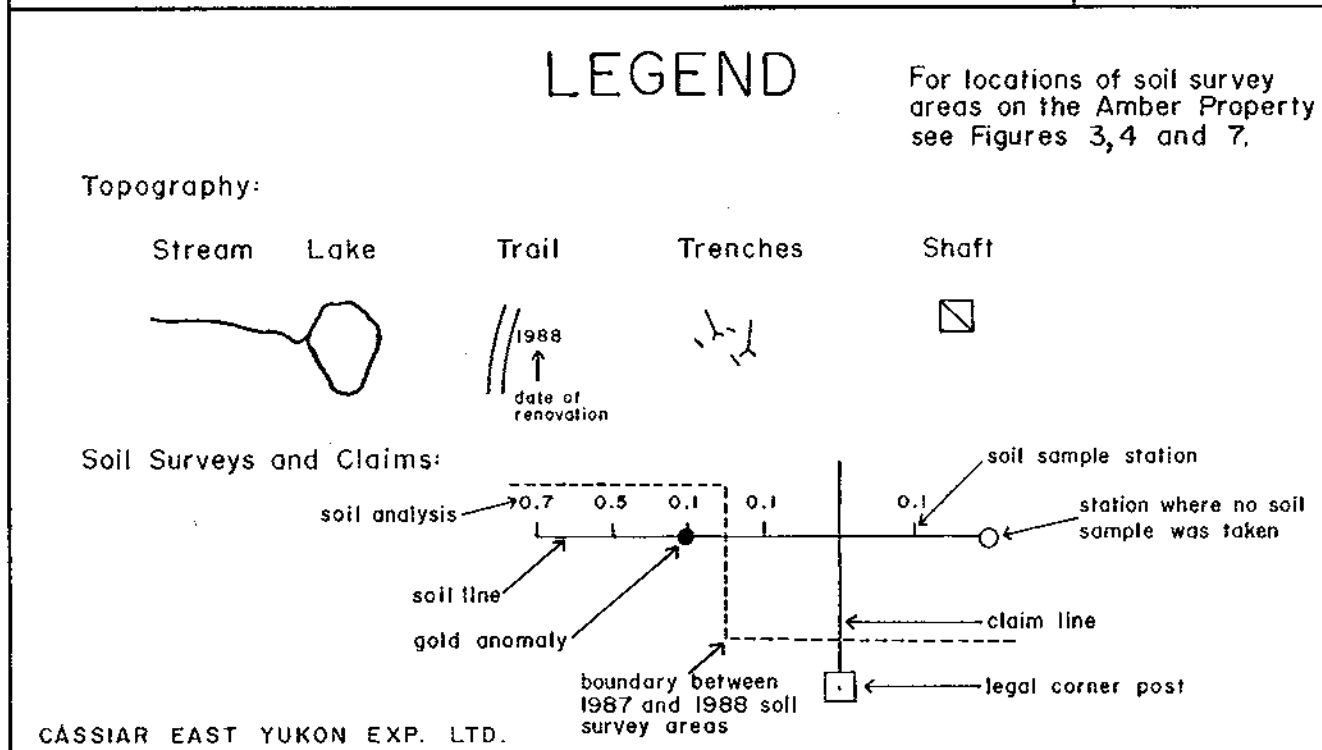 LEGEND
For locations of soil survey
areas on the Amber Property
see Figures 3,4 and 7.
Topography:
Stream Lake Trail Trenches Shaft
1988
date of
renovation
Soil Surveys and Claims:
soil analysis
0.7 0.5 0.1 0.1 0.1
soil sample station
station where no soil
sample was taken
soil line
gold anomaly
claim line
boundary between
1987 and 1988 soil
survey areas
legal corner post
CASSIAR EAST YUKON EXP. LTD.